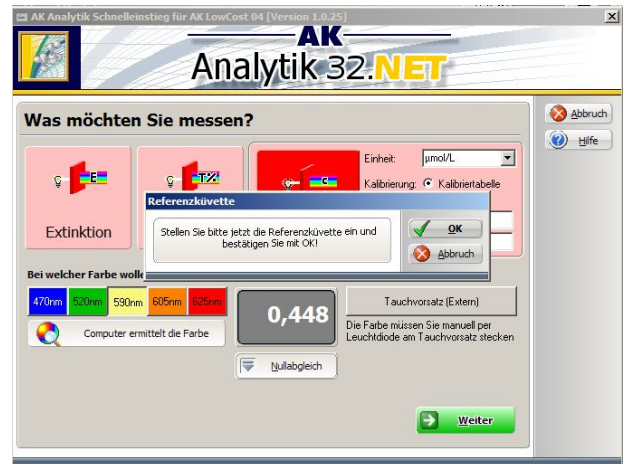 AK Analytik Schnelleinstieg für AK LowCost 04 [Version 1.0.25]
AK
Analytik 32.NET
Was möchten Sie messen?
Abbruch
Hilfe
E
T%
c
Einheit: µmol/L
Kalibrierung: Kalibriertabelle
Extinktion
Referenzküvette
Stellen Sie bitte jetzt die Referenzküvette ein und
bestätigen Sie mit OK!
OK
Abbruch
Bei welcher Farbe wolle
470nm 520nm 590nm 605nm 625nm
0,448
Tauchvorsatz (Extern)
Computer ermittelt die Farbe
Die Farbe müssen Sie manuell per
Leuchtdiode am Tauchvorsatz stecken
Nullabgleich
Weiter